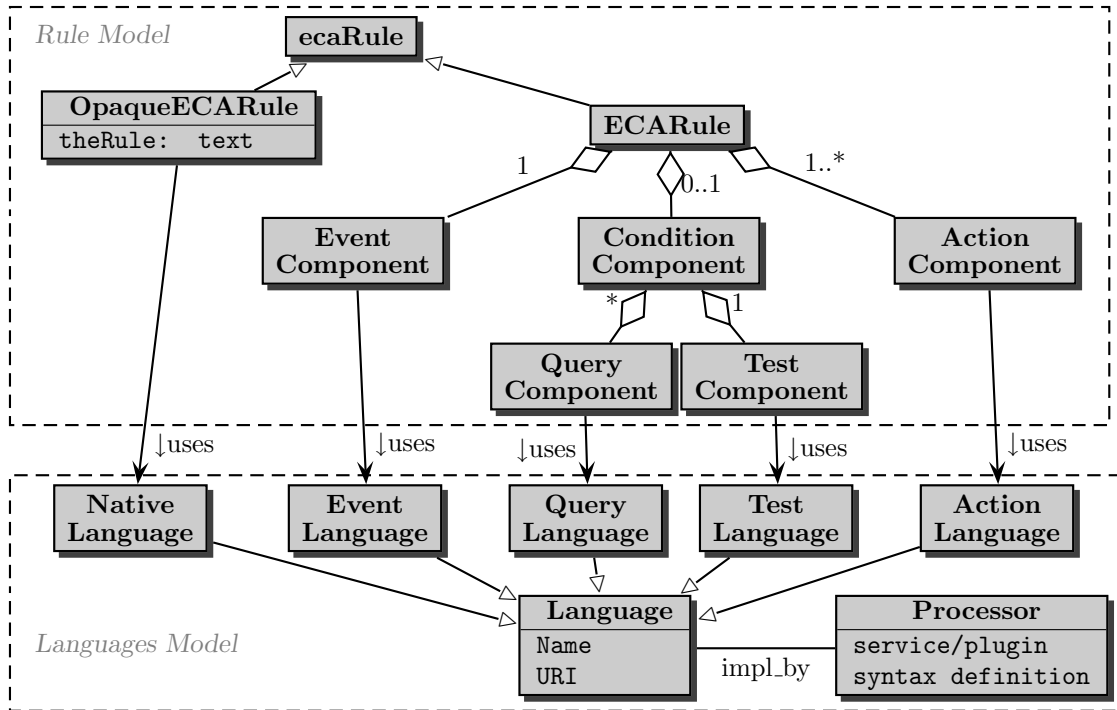 Rule Model
ecaRule
OpaqueECARule
theRule: text
ECARule
1
0..1
1..*
Event
Component
Condition
Component
Action
Component
*
1
Query
Component
Test
Component
↓uses
↓uses
↓uses
↓uses
↓uses
Native
Language
Event
Language
Query
Language
Test
Language
Action
Language
Languages Model
Language
Name
URI
impl_by
Processor
service/plugin
syntax definition